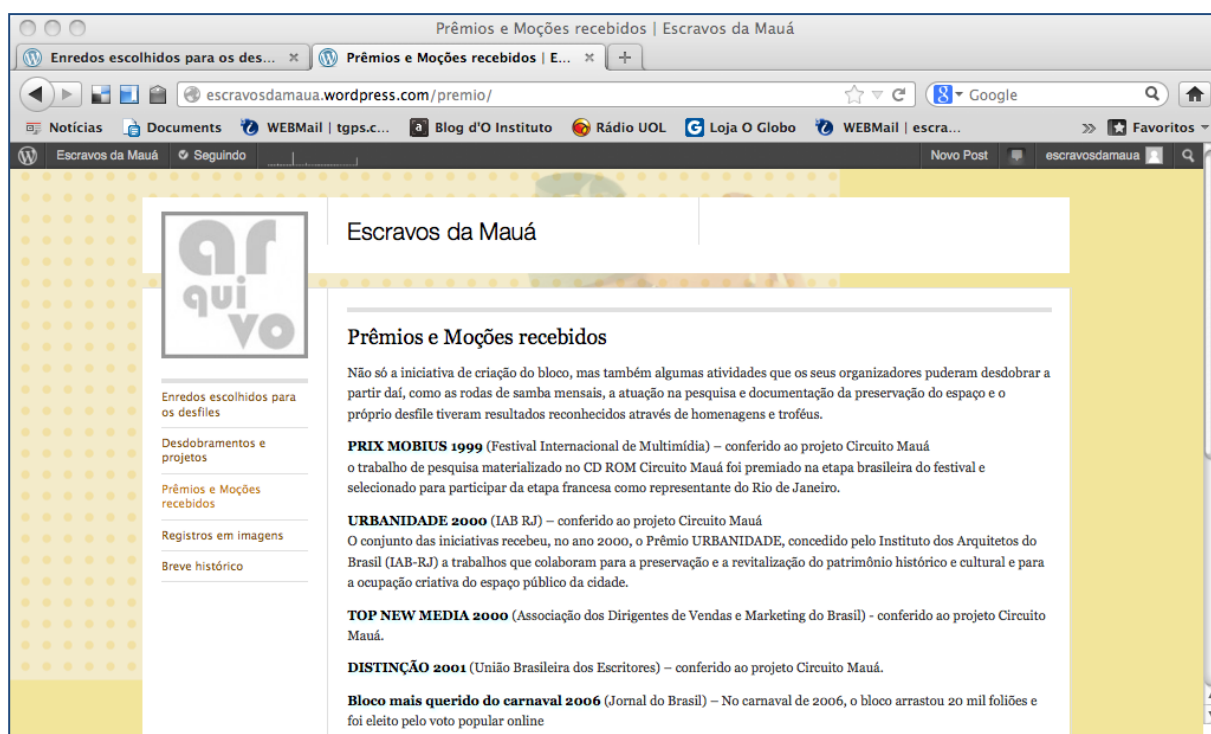 Prêmios e Moções recebidos | Escravos da Mauá
Enredos escolhidos para os des... ×
Prêmios e Moções recebidos | E... × +
escravosdamaua.wordpress.com/premio/
Google
Notícias Documents WEBMail | tgps.c... Blog d'O Instituto Rádio UOL Loja O Globo WEBMail | escra... » Favoritos
Escravos da Mauá Seguindo Novo Post escravosdamaua
ar
qui
vo
Escravos da Mauá
Enredos escolhidos para
os desfiles
Desdobramentos e
projetos
Prêmios e Moções
recebidos
Registros em imagens
Breve histórico
Prêmios e Moções recebidos
Não só a iniciativa de criação do bloco, mas também algumas atividades que os seus organizadores puderam desdobrar a
partir daí, como as rodas de samba mensais, a atuação na pesquisa e documentação da preservação do espaço e o
próprio desfile tiveram resultados reconhecidos através de homenagens e troféus.
PRIX MOBIUS 1999 (Festival Internacional de Multimídia) – conferido ao projeto Circuito Mauá
o trabalho de pesquisa materializado no CD ROM Circuito Mauá foi premiado na etapa brasileira do festival e
selecionado para participar da etapa francesa como representante do Rio de Janeiro.
URBANIDADE 2000 (IAB RJ) – conferido ao projeto Circuito Mauá
O conjunto das iniciativas recebeu, no ano 2000, o Prêmio URBANIDADE, concedido pelo Instituto dos Arquitetos do
Brasil (IAB-RJ) a trabalhos que colaboram para a preservação e a revitalização do patrimônio histórico e cultural e para
a ocupação criativa do espaço público da cidade.
TOP NEW MEDIA 2000 (Associação dos Dirigentes de Vendas e Marketing do Brasil) - conferido ao projeto Circuito
Mauá.
DISTINÇÃO 2001 (União Brasileira dos Escritores) – conferido ao projeto Circuito Mauá.
Bloco mais querido do carnaval 2006 (Jornal do Brasil) – No carnaval de 2006, o bloco arrastou 20 mil foliões e
foi eleito pelo voto popular online